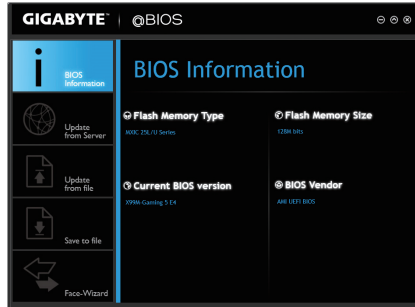 GIGABYTE™ | @BIOS
BIOS Information
BIOS
Information
Flash Memory Type
MXIC 25L/U Series
Flash Memory Size
128M bits
Update
from Server
Update
from file
Current BIOS version
X99M Gaming 5 E4
BIOS Vendor
AMI UEFI BIOS
Save to file
Face-Wizard